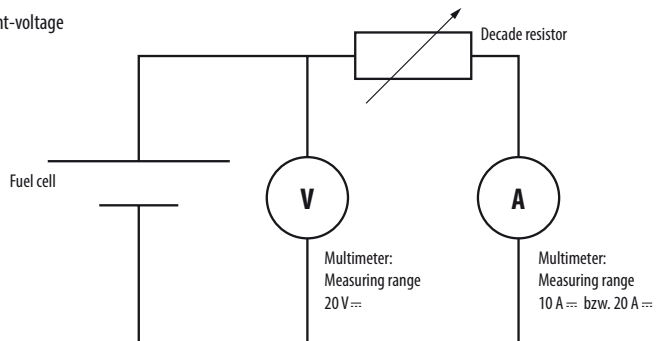 nt-voltage
Decade resistor
Fuel cell
V
A
Multimeter:
Measuring range
20 V⎓
Multimeter:
Measuring range
10 A⎓ bzw. 20 A⎓